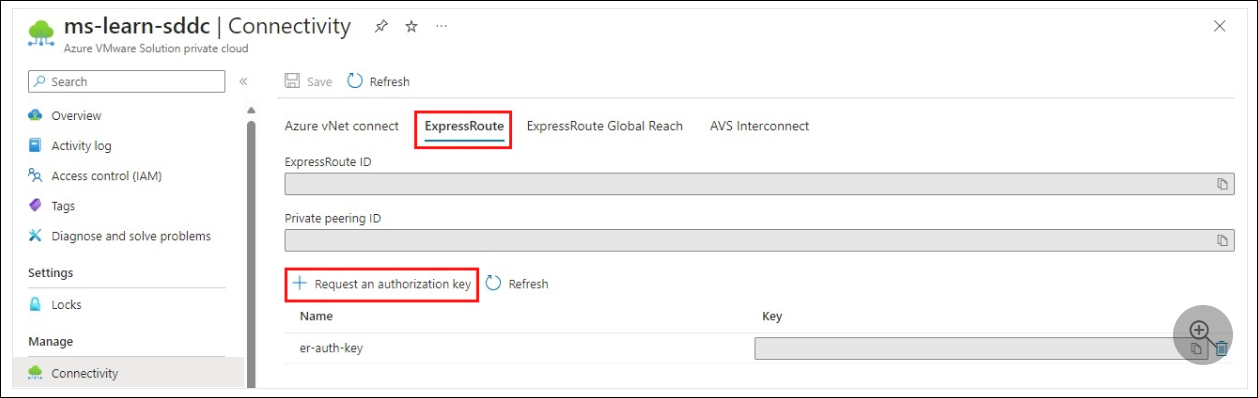 ms-learn-sddc | Connectivity
Azure VMware Solution private cloud
Search
Overview
Activity log
Access control (IAM)
Tags
Diagnose and solve problems
Settings
Locks
Manage
Connectivity
Save Refresh
Azure vNet connect ExpressRoute ExpressRoute Global Reach AVS Interconnect
ExpressRoute ID
Private peering ID
Request an authorization key Refresh
Name Key
er-auth-key